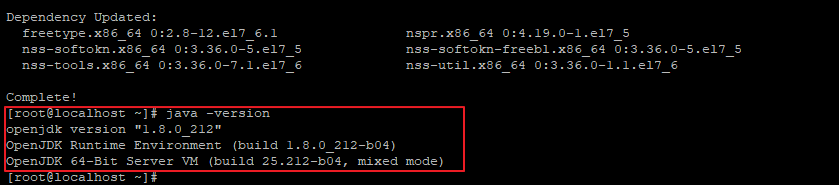 Dependency Updated:
freetype.x86_64 0:2.8-12.el7_6.1 nspr.x86_64 0:4.19.0-1.el7_5
nss-softokn.x86_64 0:3.36.0-5.el7_5 nss-softokn-freebl.x86_64 0:3.36.0-5.el7_5
nss-tools.x86_64 0:3.36.0-7.1.el7_6 nss-util.x86_64 0:3.36.0-1.1.el7_6
Complete!
[root@localhost ~]# java -version
openjdk version "1.8.0_212"
OpenJDK Runtime Environment (build 1.8.0_212-b04)
OpenJDK 64-Bit Server VM (build 25.212-b04, mixed mode)
[root@localhost ~]#